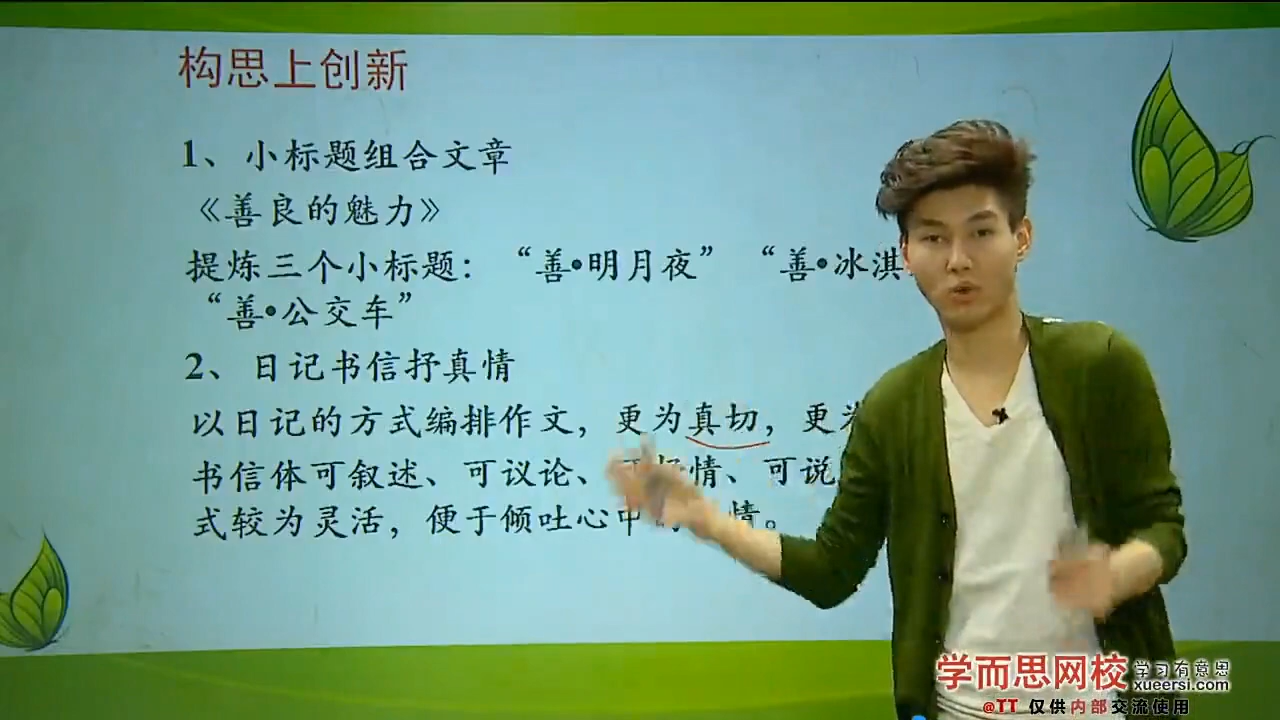 构思上创新
1、小标题组合文章
《善良的魅力》
提炼三个小标题：“善•明月夜” “善•冰淇
“善•公交车”
2、日记书信抒真情
以日记的方式编排作文，更为真切，更为
书信体可叙述、可议论、可抒情、可说
式较为灵活，便于倾吐心中的 情。
学而思网校 学习有意思
xueersi.com
@TT 仅供内部交流使用